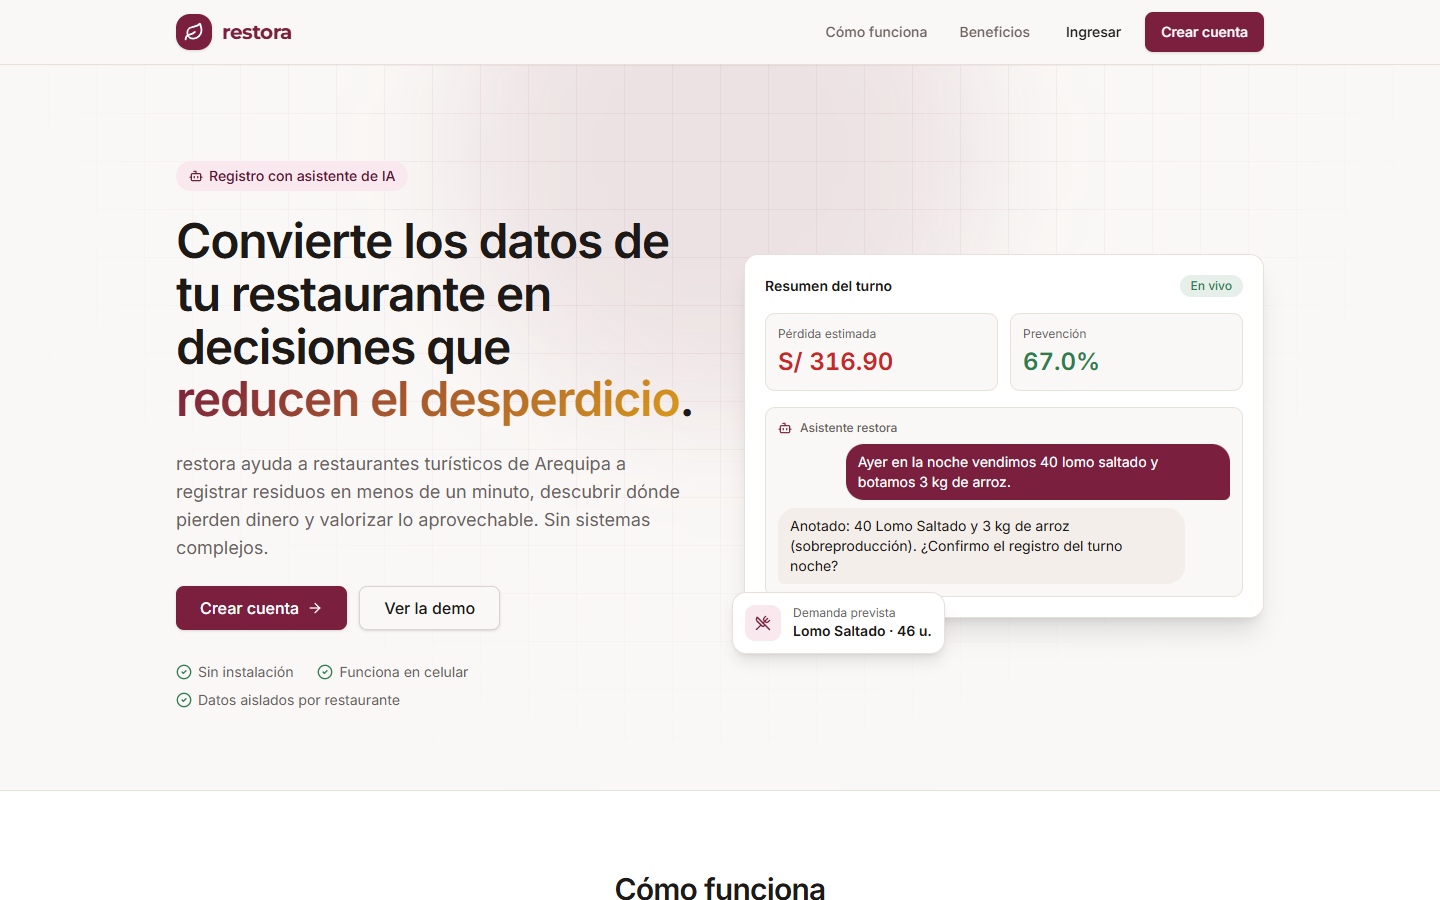 restora
Cómo funciona
Beneficios
Ingresar
Crear cuenta
Registro con asistente de IA
Convierte los datos de
tu restaurante en
decisiones que
reducen el desperdicio.
restora ayuda a restaurantes turísticos de Arequipa a
registrar residuos en menos de un minuto, descubrir dónde
pierden dinero y valorizar lo aprovechable. Sin sistemas
complejos.
Crear cuenta
Ver la demo
Sin instalación
Funciona en celular
Datos aislados por restaurante
Resumen del turno
En vivo
Pérdida estimada
S/ 316.90
Prevención
67.0%
Asistente restora
Ayer en la noche vendimos 40 lomo saltado y
botamos 3 kg de arroz.
Anotado: 40 Lomo Saltado y 3 kg de arroz
(sobreproducción). ¿Confirmo el registro del turno
noche?
Demanda prevista
Lomo Saltado · 46 u.
Cómo funciona